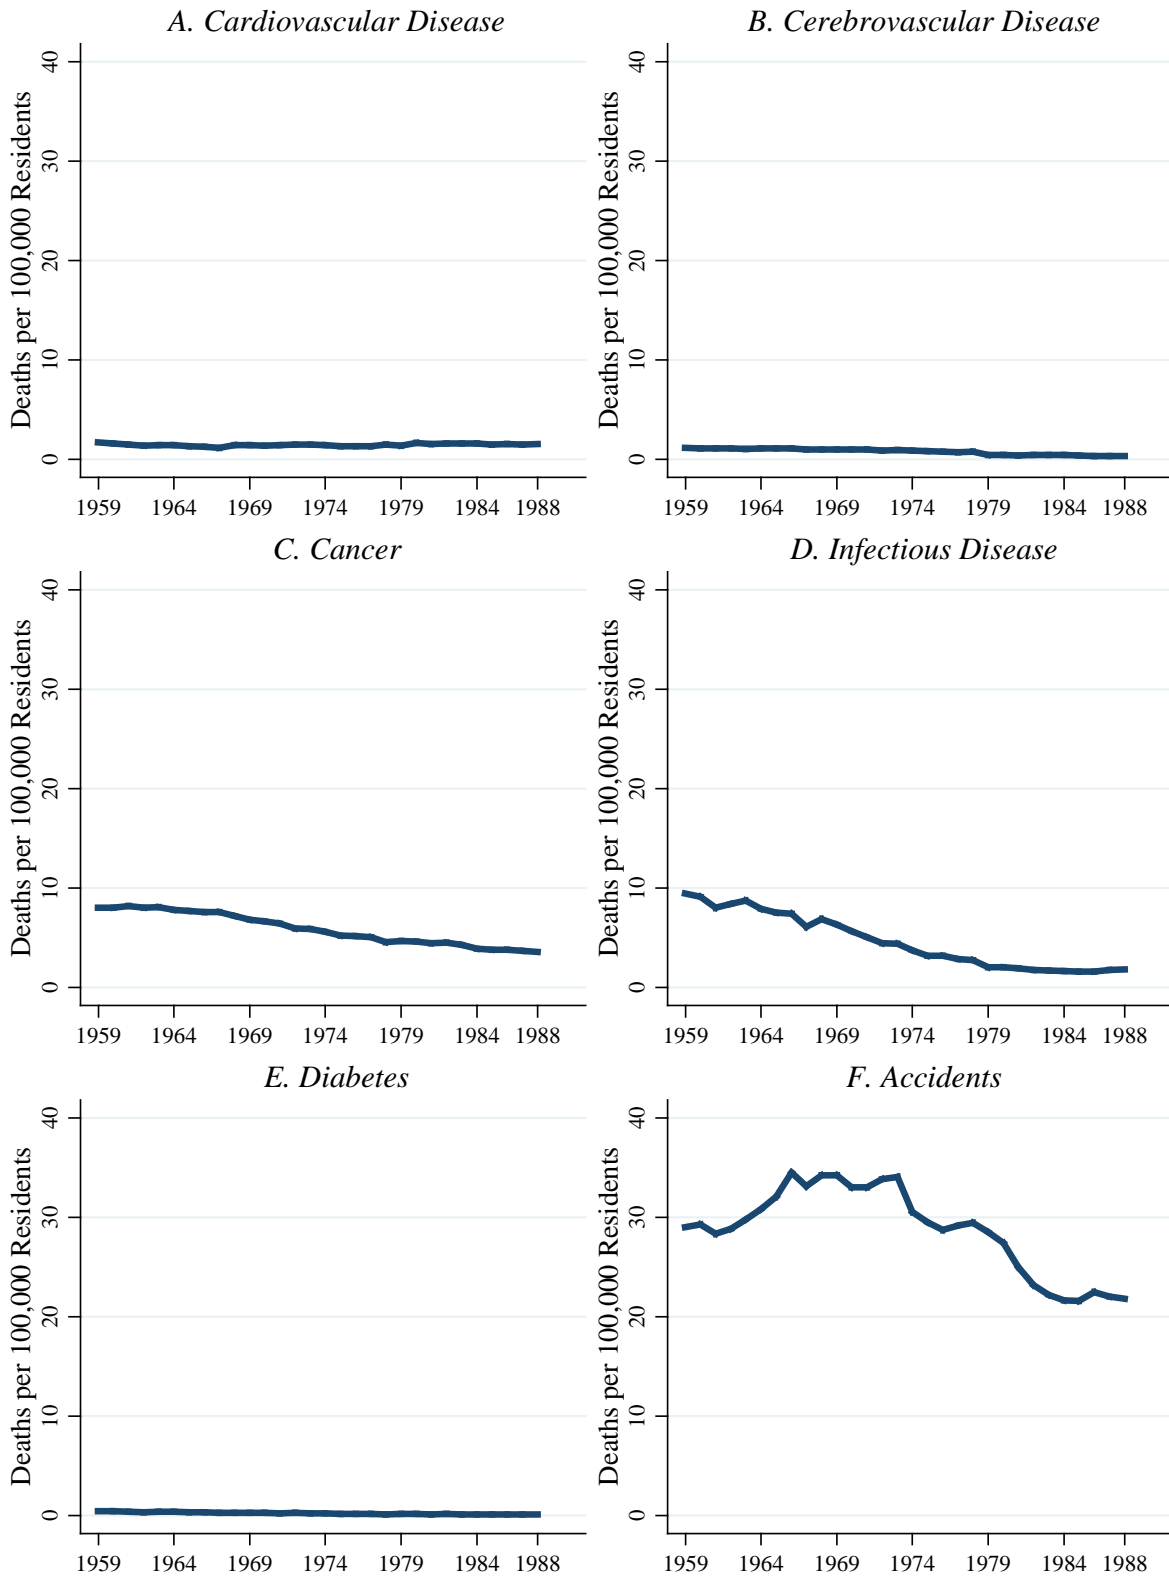 A. Cardiovascular Disease
Deaths per 100,000 Residents
40
30
20
10
0
1959 1964 1969 1974 1979 1984 1988
B. Cerebrovascular Disease
Deaths per 100,000 Residents
40
30
20
10
0
1959 1964 1969 1974 1979 1984 1988
C. Cancer
Deaths per 100,000 Residents
40
30
20
10
0
1959 1964 1969 1974 1979 1984 1988
D. Infectious Disease
Deaths per 100,000 Residents
40
30
20
10
0
1959 1964 1969 1974 1979 1984 1988
E. Diabetes
Deaths per 100,000 Residents
40
30
20
10
0
1959 1964 1969 1974 1979 1984 1988
F. Accidents
Deaths per 100,000 Residents
40
30
20
10
0
1959 1964 1969 1974 1979 1984 1988